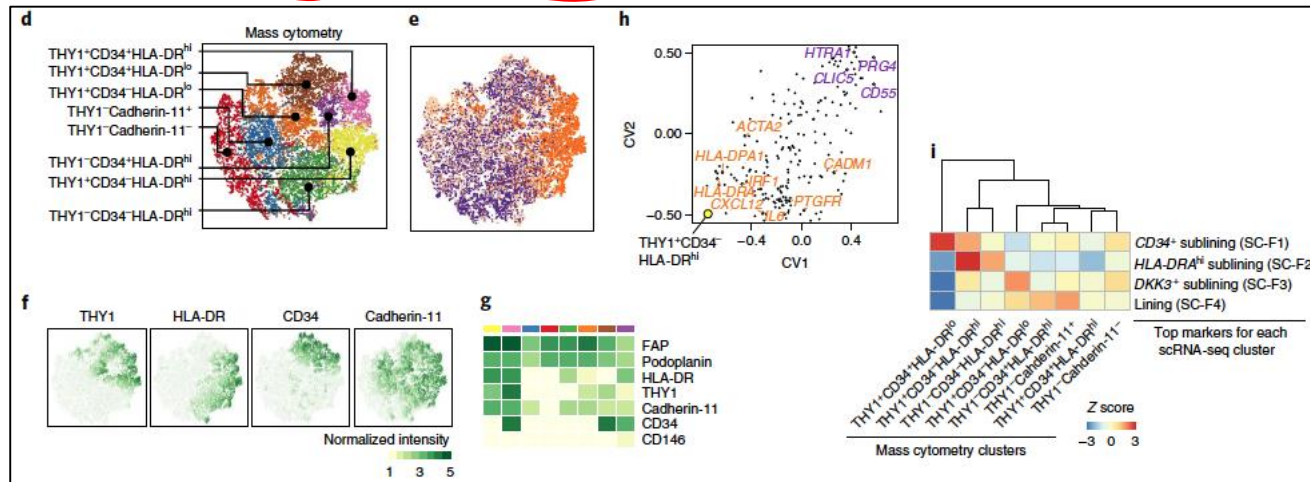 d
Mass cytometry
THY1⁺CD34⁺HLA-DRʰⁱ
THY1⁺CD34⁺HLA-DRˡᵒ
THY1⁺CD34⁻HLA-DRˡᵒ
THY1⁻Cadherin-11⁺
THY1⁻Cadherin-11⁻
THY1⁻CD34⁺HLA-DRʰⁱ
THY1⁺CD34⁻HLA-DRʰⁱ
THY1⁻CD34⁻HLA-DRʰⁱ
e
f
THY1
HLA-DR
CD34
Cadherin-11
Normalized intensity
1 3 5
g
FAP
Podoplanin
HLA-DR
THY1
Cadherin-11
CD34
CD146
h
CV2
0.50
0.00
−0.50
HTRA1
PRG4
CLIC5
CD55
ACTA2
HLA-DPA1
CADM1
IRF1
HLA-DRA
CXCL12
PTGFR
IL6
THY1⁺CD34⁻
HLA-DRʰⁱ
−0.4 0.0 0.4
CV1
i
CD34⁺ sublining (SC-F1)
HLA-DRAʰⁱ sublining (SC-F2
DKK3⁺ sublining (SC-F3)
Lining (SC-F4)
Top markers for each
scRNA-seq cluster
THY1⁺CD34⁺HLA-DRˡᵒ
THY1⁺CD34⁻HLA-DRʰⁱ
THY1⁺CD34⁺HLA-DRʰⁱ
THY1⁺CD34⁻HLA-DRˡᵒ
THY1⁻CD34⁻HLA-DRʰⁱ
THY1⁻Cahderin-11⁺
THY1⁻CD34⁺HLA-DRʰⁱ
THY1⁻Cahderin-11⁻
Mass cytometry clusters
Z score
−3 0 3